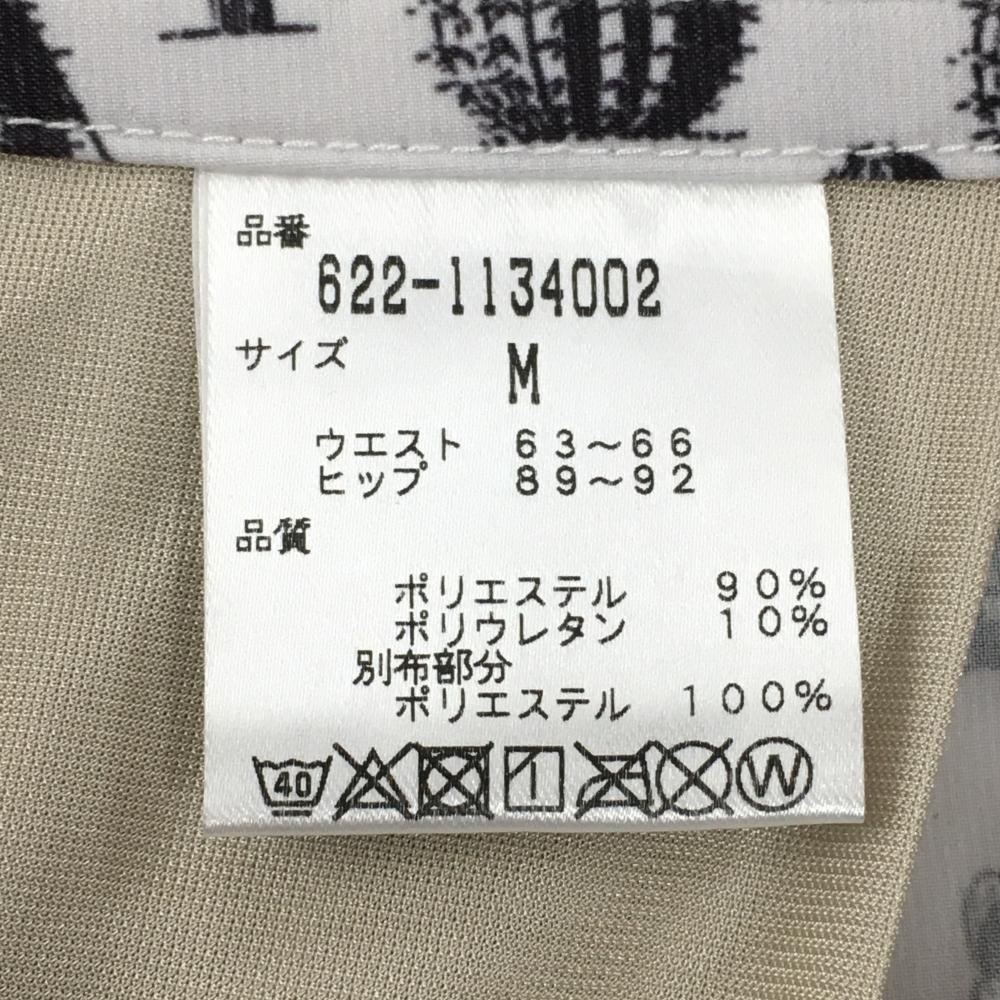 品番
622-1134002
サイズ
M
ウエスト 63~66
ヒップ 89~92
品質
ポリエステル 90%
ポリウレタン 10%
別布部分
ポリエステル 100%
40 W